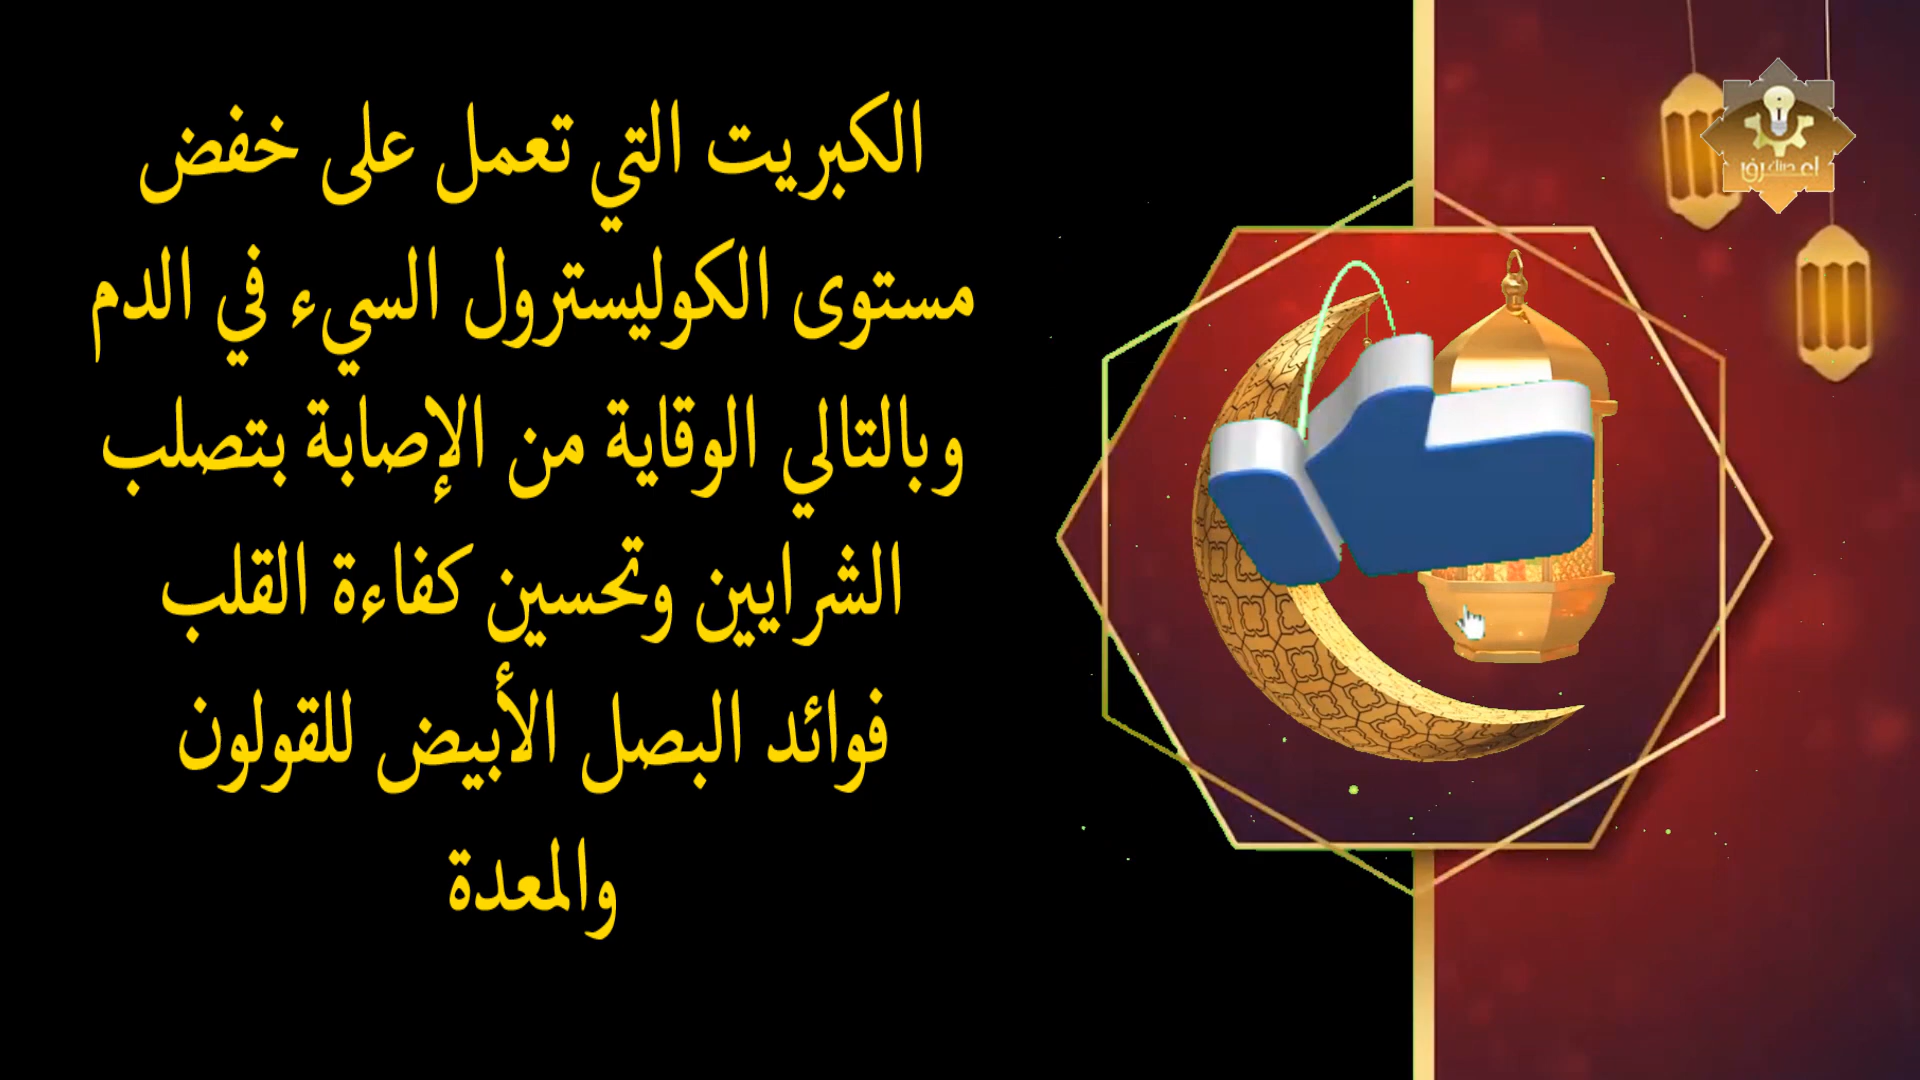 الكبريت التي تعمل على خفض
مستوى الكوليسترول السيء في الدم
وبالتالي الوقاية من الإصابة بتصلب
الشرايين وتحسين كفاءة القلب
فوائد البصل الأبيض للقولون
والمعدة